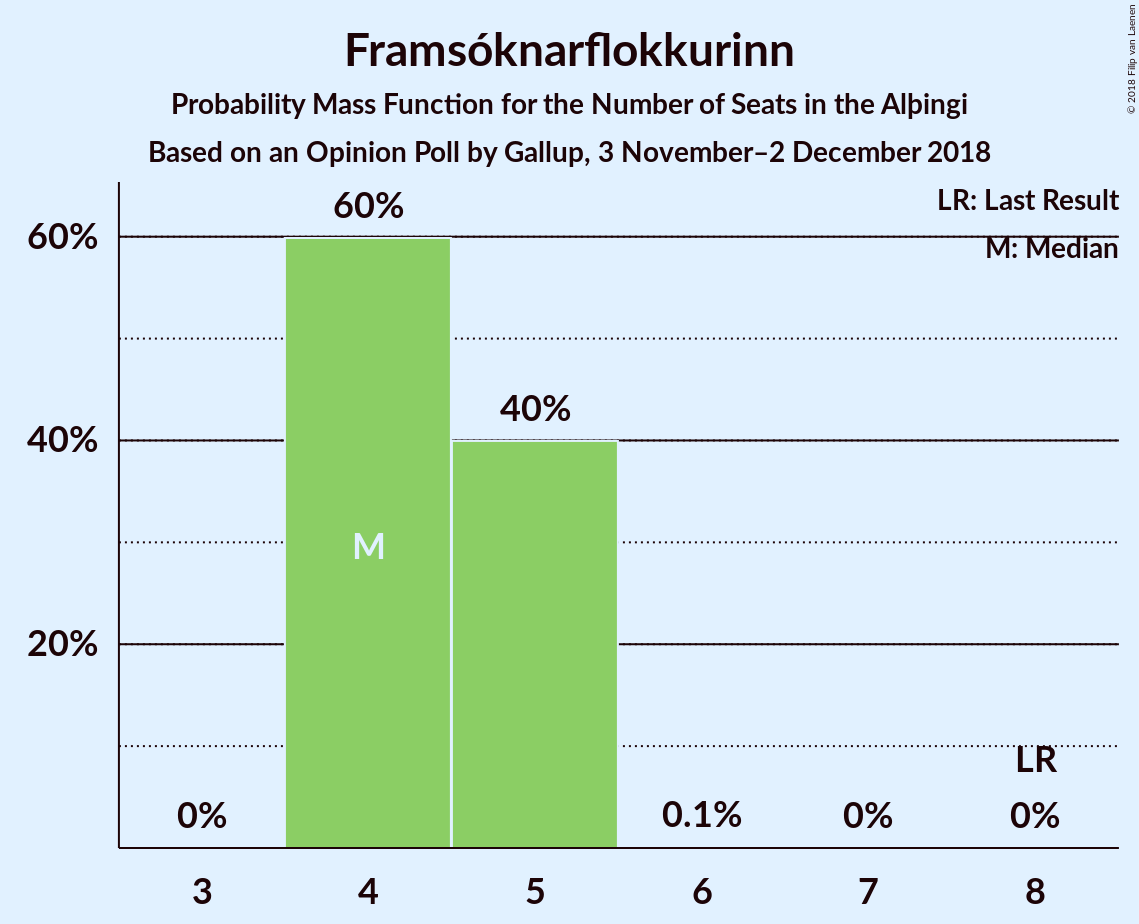 Framsóknarflokkurinn
Probability Mass Function for the Number of Seats in the Alþingi
Based on an Opinion Poll by Gallup, 3 November–2 December 2018
© 2018 Filip van Laenen
LR: Last Result
M: Median
60%
40%
20%
60%
40%
M
LR
0%
0.1%
0%
0%
3 4 5 6 7 8